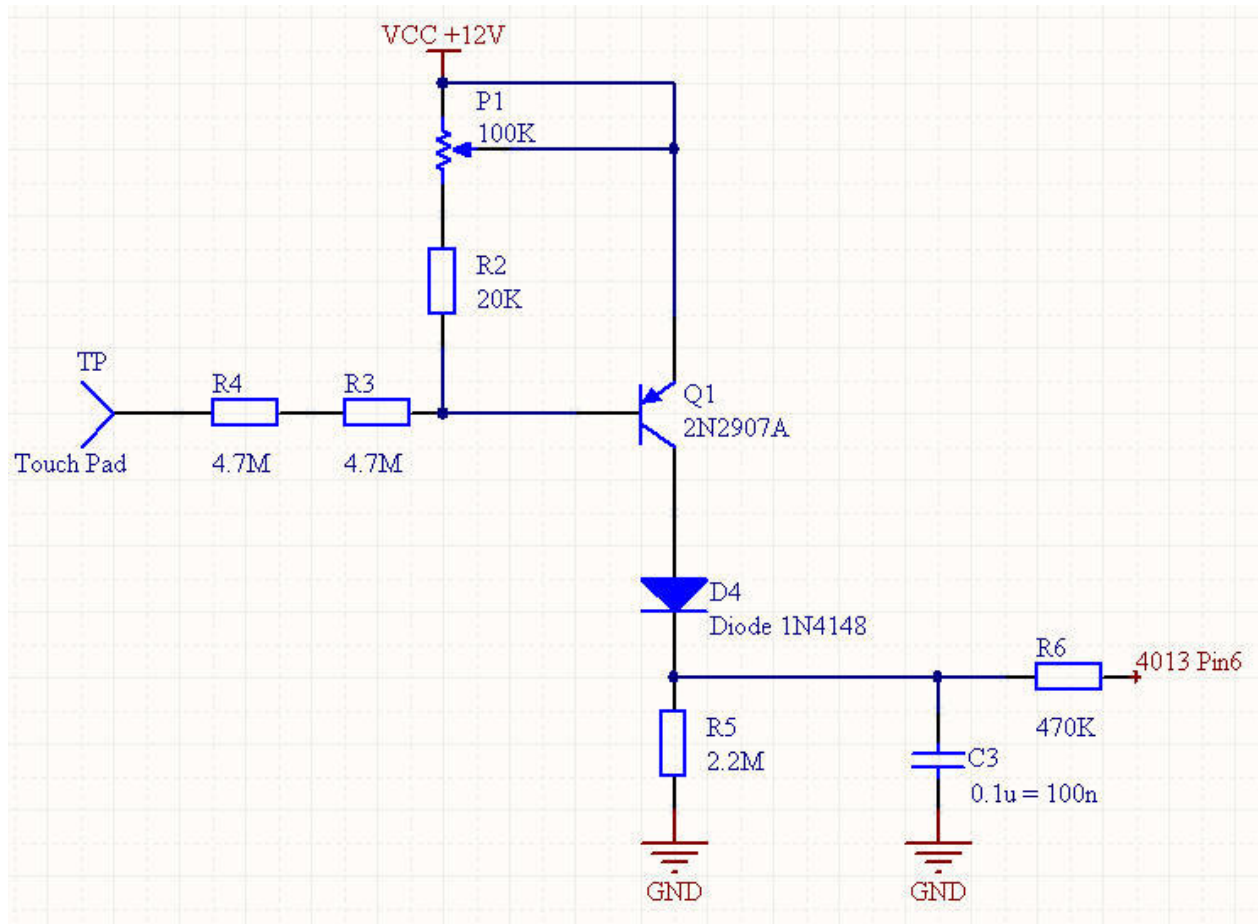 VCC +12V
P1
100K
R2
20K
TP
R4
R3
Q1
2N2907A
Touch Pad
4.7M
4.7M
D4
Diode 1N4148
R6
4013 Pin6
R5
2.2M
470K
C3
0.1u = 100n
GND
GND